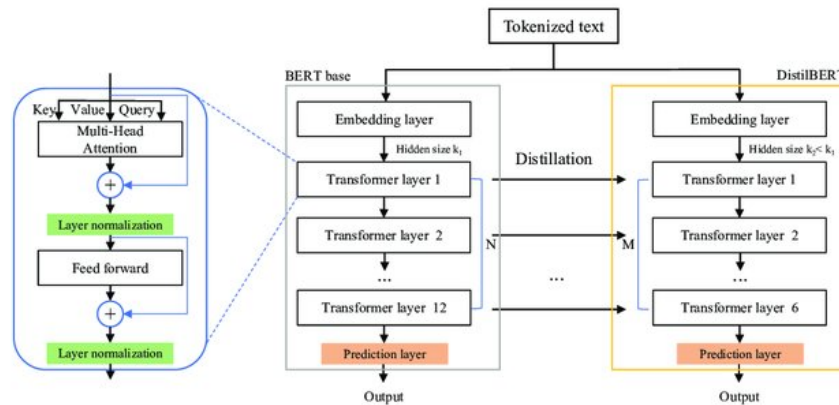 Tokenized text
BERT base
DistilBERT
Key Value Query
Multi-Head
Attention
+
Layer normalization
Feed forward
+
Layer normalization
Embedding layer
Hidden size k₁
Transformer layer 1
Transformer layer 2
...
Transformer layer 12
N
Prediction layer
Output
Distillation
...
Embedding layer
Hidden size k₂< k₁
Transformer layer 1
Transformer layer 2
...
Transformer layer 6
M
Prediction layer
Output